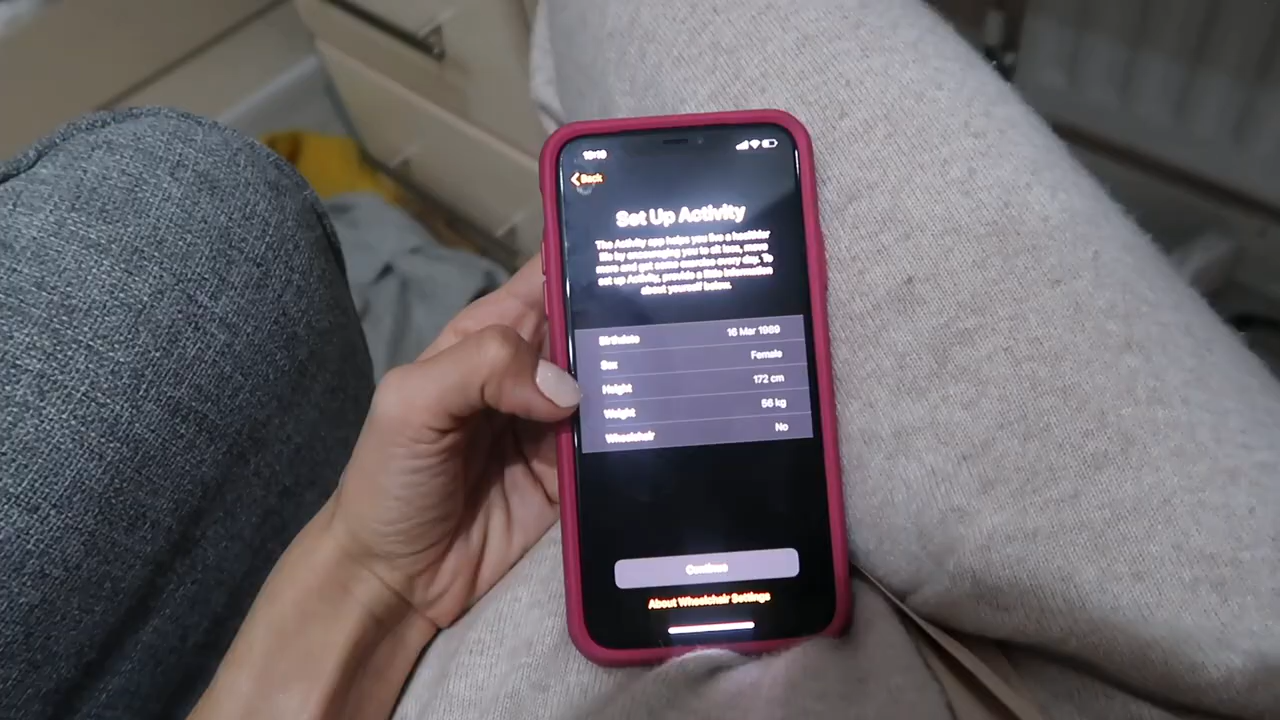 Back
Set Up Activity
The Activity app helps you live a healthier
life by encouraging you to sit less, move
more and get some exercise every day. To
set up Activity, provide a little information
about yourself below.
Birthdate 16 Mar 1989
Sex Female
Height 172 cm
Weight 56 kg
Wheelchair No
Continue
About Wheelchair Settings